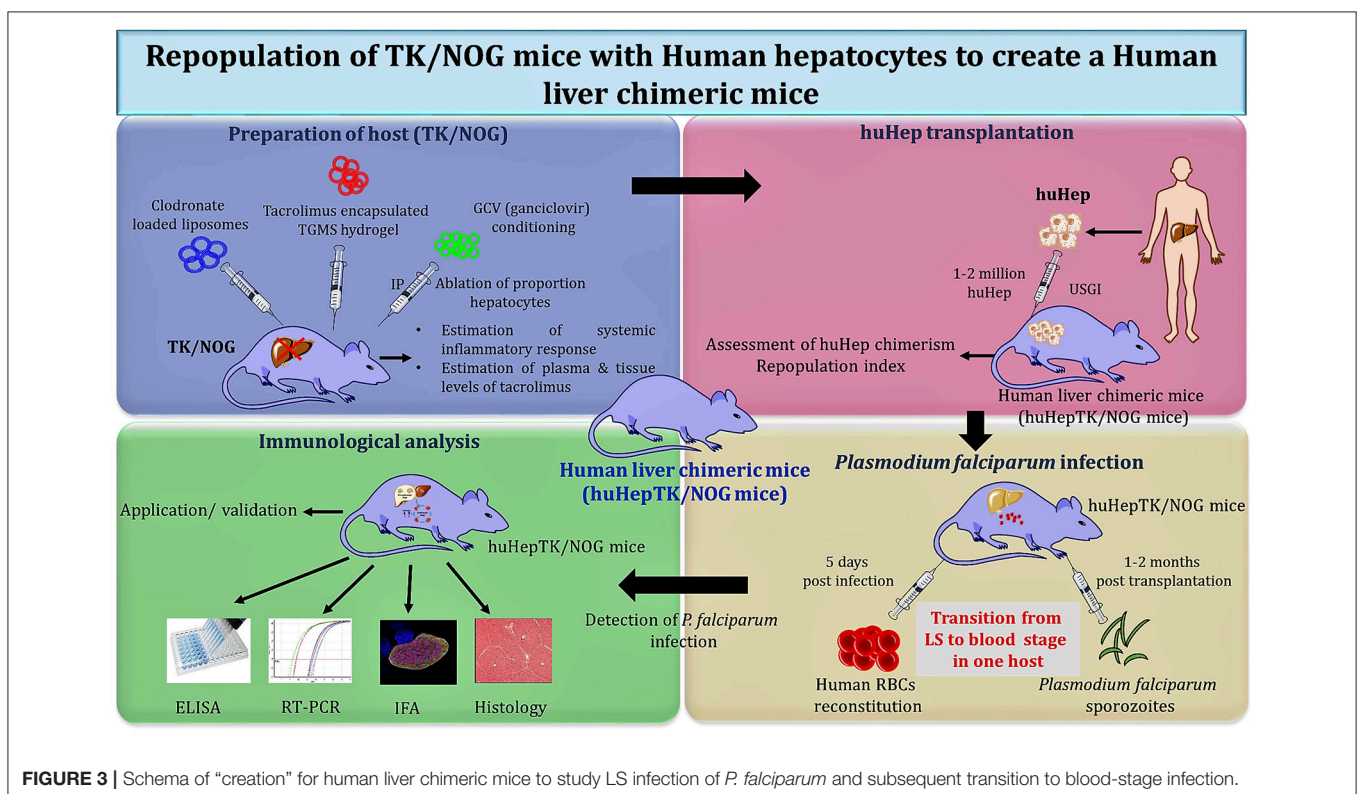 Repopulation of TK/NOG mice with Human hepatocytes to create a Human
liver chimeric mice
Preparation of host (TK/NOG)
Clodronate
loaded liposomes
Tacrolimus encapsulated
TGMS hydrogel
GCV (ganciclovir)
conditioning
IP
Ablation of proportion
hepatocytes
TK/NOG
• Estimation of systemic
inflammatory response
• Estimation of plasma & tissue
levels of tacrolimus
huHep transplantation
huHep
1-2 million
huHep
USGI
Assessment of huHep chimerism
Repopulation index
Human liver chimeric mice
(huHepTK/NOG mice)
Human liver chimeric mice
(huHepTK/NOG mice)
Plasmodium falciparum infection
huHepTK/NOG mice
5 days
post infection
1-2 months
post transplantation
Transition from
LS to blood stage
in one host
Human RBCs
reconstitution
Plasmodium falciparum
sporozoites
Detection of P. falciparum
infection
Immunological analysis
Application/ validation
huHepTK/NOG mice
ELISA
RT-PCR
IFA
Histology
FIGURE 3 | Schema of “creation” for human liver chimeric mice to study LS infection of P. falciparum and subsequent transition to blood-stage infection.